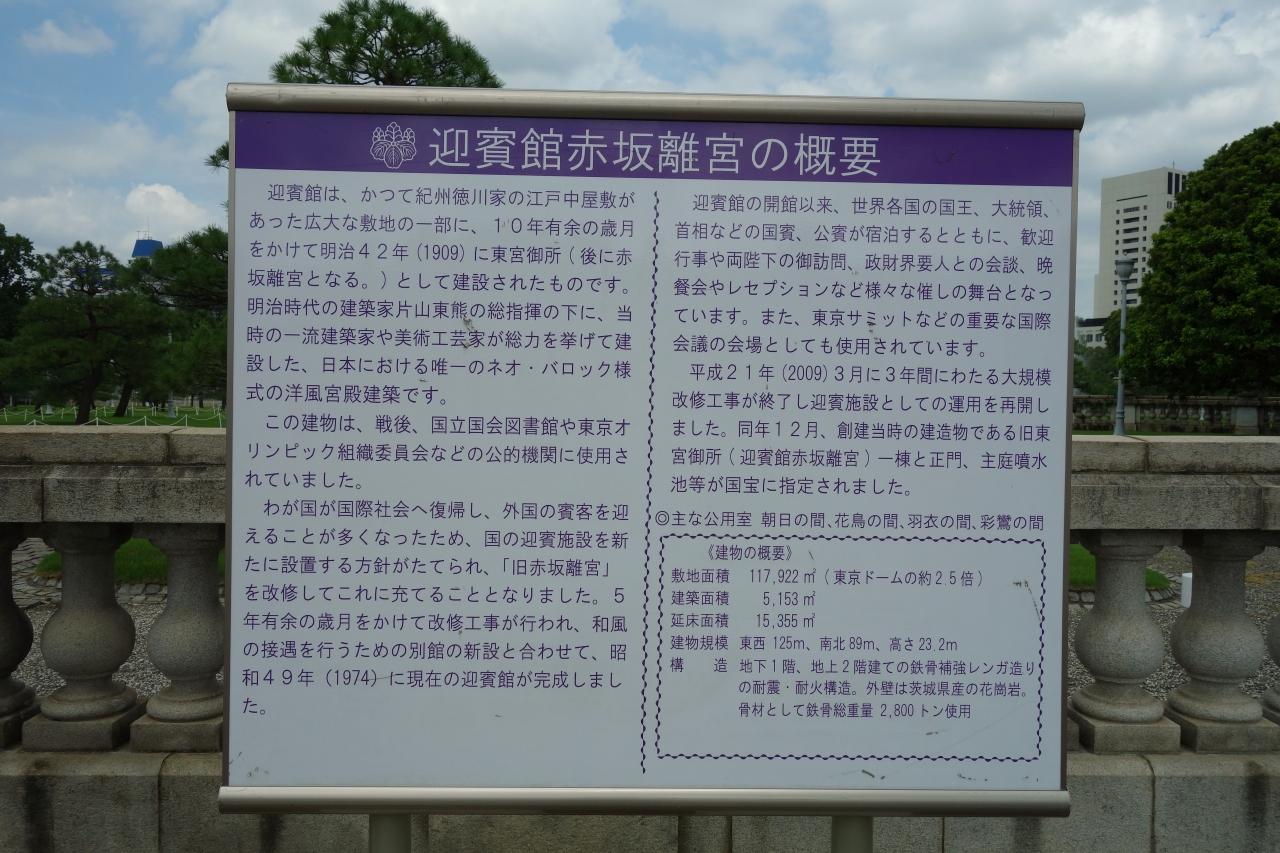 迎賓館赤坂離宮の概要
迎賓館は、かつて紀州徳川家の江戸中屋敷が
あった広大な敷地の一部に、１０年有余の歳月
をかけて明治４２年(1909)に東宮御所(後に赤
坂離宮となる。)として建設されたものです。
明治時代の建築家片山東熊の総指揮の下に、当
時の一流建築家や美術工芸家が総力を挙げて建
設した、日本における唯一のネオ・バロック様
式の洋風宮殿建築です。
この建物は、戦後、国立国会図書館や東京オ
リンピック組織委員会などの公的機関に使用さ
れていました。
わが国が国際社会へ復帰し、外国の賓客を迎
えることが多くなったため、国の迎賓施設を新
たに設置する方針がたてられ、「旧赤坂離宮」
を改修してこれに充てることとなりました。５
年有余の歳月をかけて改修工事が行われ、和風
の接遇を行うための別館の新設と合わせて、昭
和４９年(1974)に現在の迎賓館が完成しまし
た。
迎賓館の開館以来、世界各国の国王、大統領、
首相などの国賓、公賓が宿泊するとともに、歓迎
行事や両陛下の御訪問、政財界要人との会談、晩
餐会やレセプションなど様々な催しの舞台となっ
ています。また、東京サミットなどの重要な国際
会議の会場としても使用されています。
平成２１年(2009)３月に３年間にわたる大規模
改修工事が終了し迎賓施設としての運用を再開し
ました。同年１２月、創建当時の建造物である旧東
宮御所(迎賓館赤坂離宮)一棟と正門、主庭噴水
池等が国宝に指定されました。
◎主な公用室 朝日の間、花鳥の間、羽衣の間、彩鸞の間
《建物の概要》
敷地面積 117,922㎡(東京ドームの約2.5倍)
建築面積 5,153㎡
延床面積 15,355㎡
建物規模 東西125m、南北89m、高さ23.2m
構造 地下１階、地上２階建ての鉄骨補強レンガ造り
の耐震・耐火構造。外壁は茨城県産の花崗岩。
骨材として鉄骨総重量 2,800トン使用